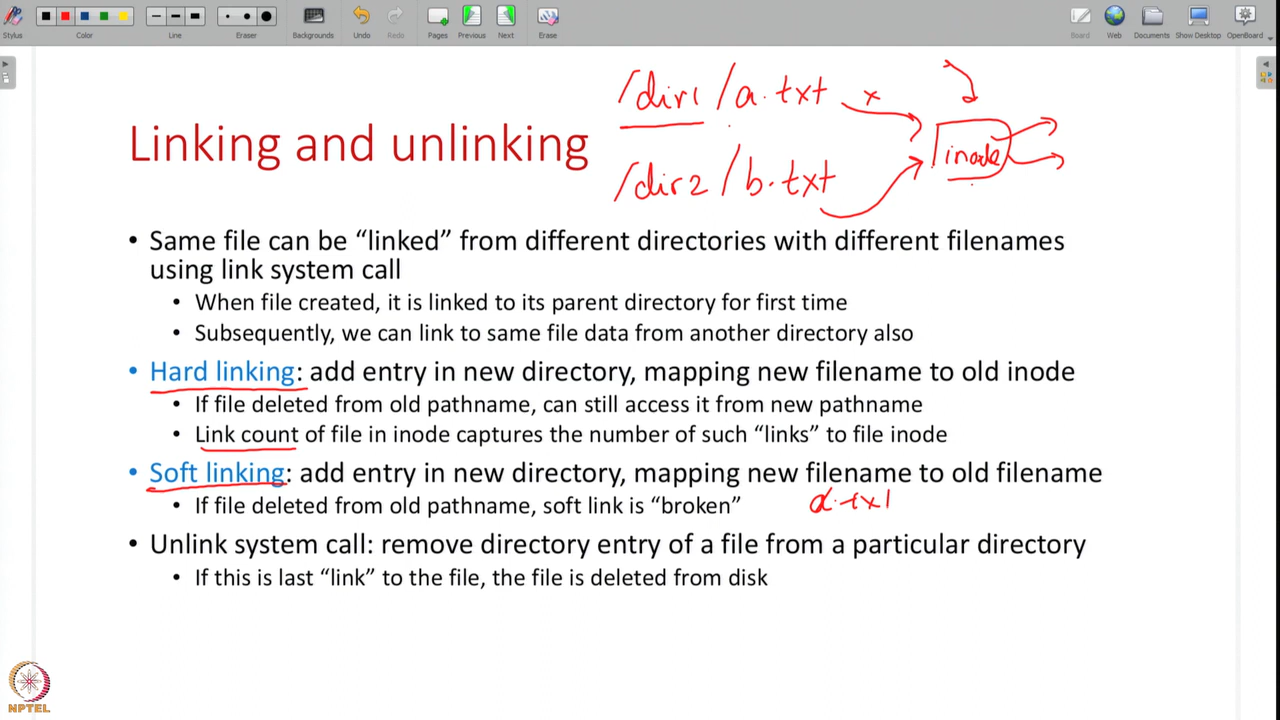 Stylus
Color
Line
Eraser
Backgrounds
Undo
Redo
Pages
Previous
Next
Erase
Board
Web
Documents
Show Desktop
OpenBoard
/dir1/a.txt x
inode
/dir2/b.txt
Linking and unlinking
• Same file can be “linked” from different directories with different filenames
using link system call
• When file created, it is linked to its parent directory for first time
• Subsequently, we can link to same file data from another directory also
• Hard linking: add entry in new directory, mapping new filename to old inode
• If file deleted from old pathname, can still access it from new pathname
• Link count of file in inode captures the number of such “links” to file inode
• Soft linking: add entry in new directory, mapping new filename to old filename
• If file deleted from old pathname, soft link is “broken”
• Unlink system call: remove directory entry of a file from a particular directory
• If this is last “link” to the file, the file is deleted from disk
NPTEL